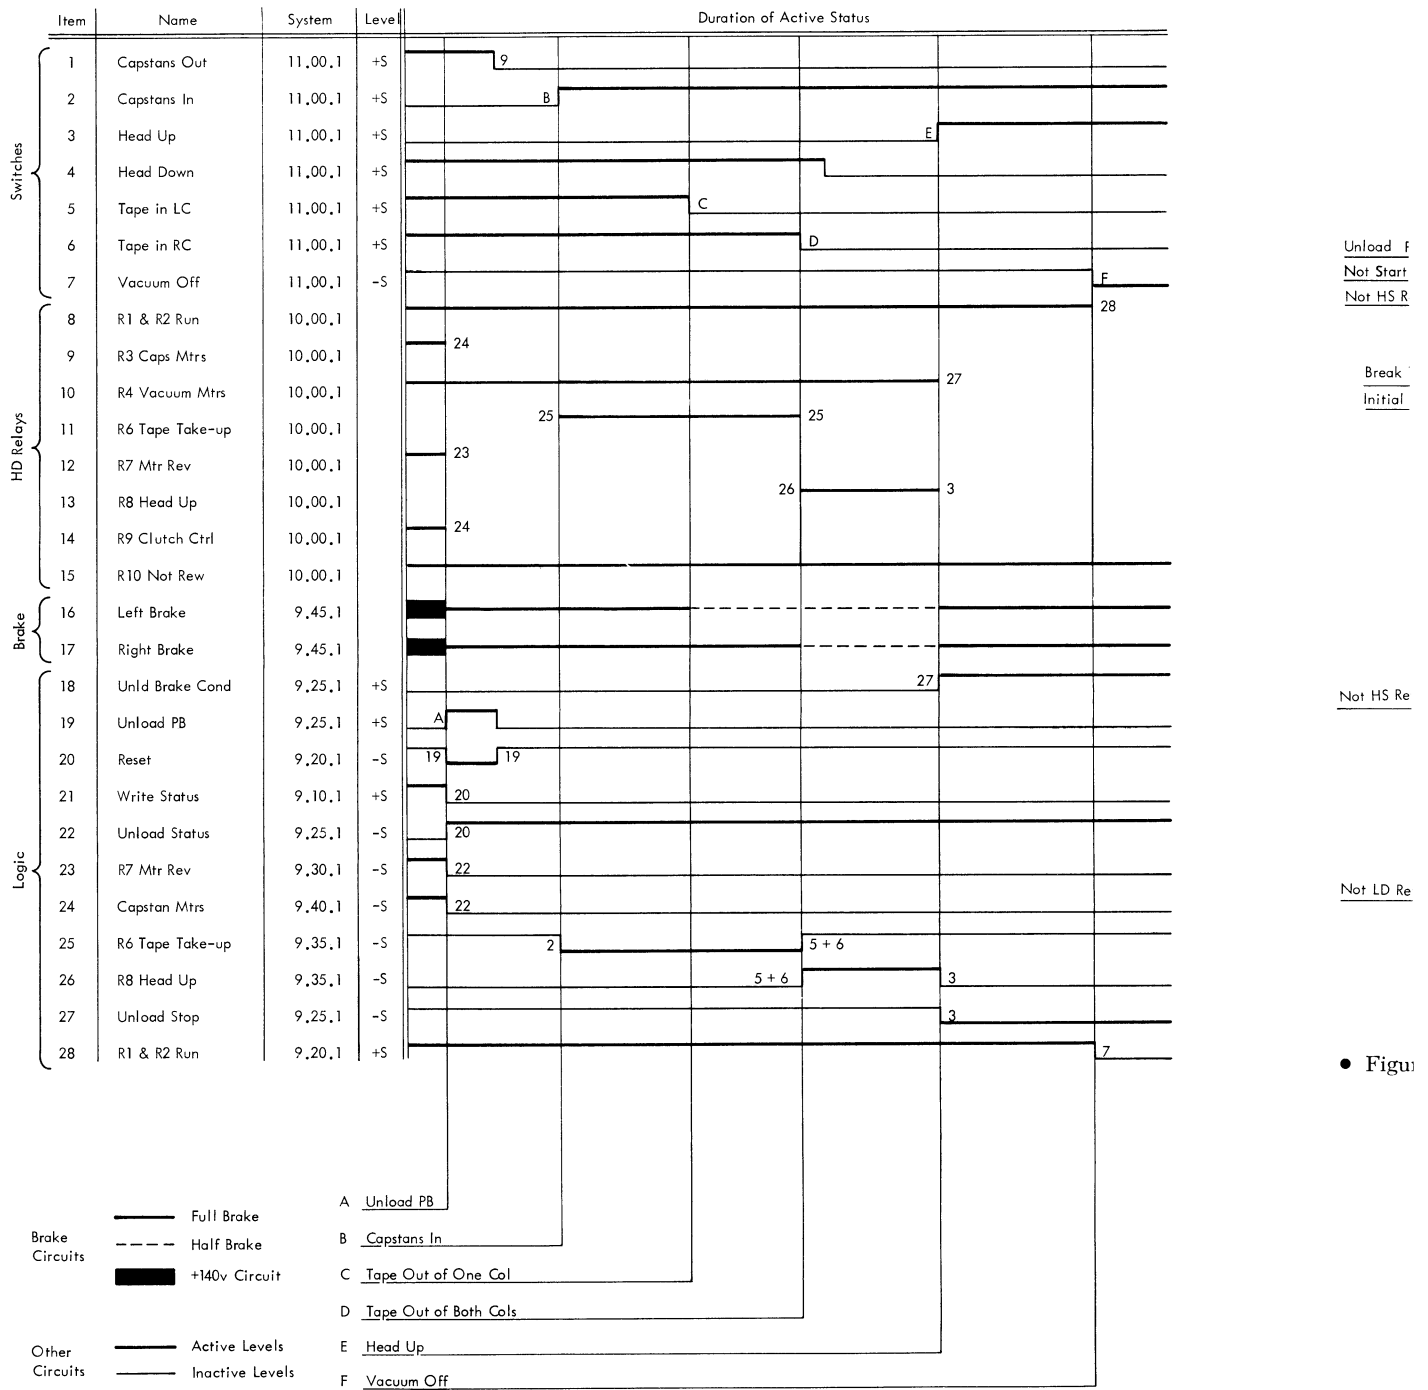 Item Name System Level Duration of Active Status
Switches
1 Capstans Out 11.00.1 +S 9
2 Capstans In 11.00.1 +S B
3 Head Up 11.00.1 +S E
4 Head Down 11.00.1 +S
5 Tape in LC 11.00.1 +S C
6 Tape in RC 11.00.1 +S D
7 Vacuum Off 11.00.1 -S F
HD Relays
8 R1 & R2 Run 10.00.1 28
9 R3 Caps Mtrs 10.00.1 24
10 R4 Vacuum Mtrs 10.00.1 27
11 R6 Tape Take-up 10.00.1 25 25
12 R7 Mtr Rev 10.00.1 23
13 R8 Head Up 10.00.1 26 3
14 R9 Clutch Ctrl 10.00.1 24
15 R10 Not Rew 10.00.1
Brake
16 Left Brake 9.45.1
17 Right Brake 9.45.1
Logic
18 Unld Brake Cond 9.25.1 +S 27
19 Unload PB 9.25.1 +S A
20 Reset 9.20.1 -S 19 19
21 Write Status 9.10.1 +S 20
22 Unload Status 9.25.1 -S 20
23 R7 Mtr Rev 9.30.1 -S 22
24 Capstan Mtrs 9.40.1 -S 22
25 R6 Tape Take-up 9.35.1 -S 2 5 + 6
26 R8 Head Up 9.35.1 -S 5 + 6 3
27 Unload Stop 9.25.1 -S 3
28 R1 & R2 Run 9.20.1 +S 7
Brake
Circuits
Full Brake
Half Brake
+140v Circuit
Other
Circuits
Active Levels
Inactive Levels
A Unload PB
B Capstans In
C Tape Out of One Col
D Tape Out of Both Cols
E Head Up
F Vacuum Off
Unload
Not Start
Not HS R
Break
Initial
Not HS Re
Not LD Re
• Figu